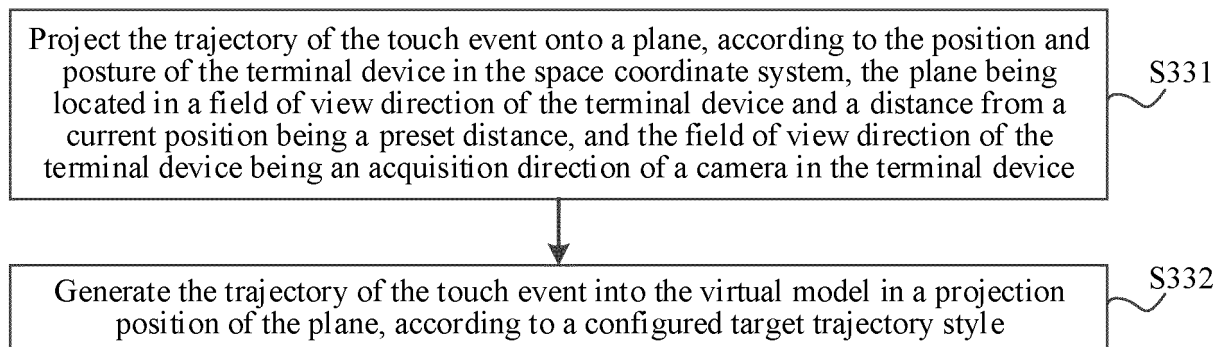 Project the trajectory of the touch event onto a plane, according to the position and
posture of the terminal device in the space coordinate system, the plane being
located in a field of view direction of the terminal device and a distance from a
current position being a preset distance, and the field of view direction of the
terminal device being an acquisition direction of a camera in the terminal device
S331
Generate the trajectory of the touch event into the virtual model in a projection
position of the plane, according to a configured target trajectory style
S332